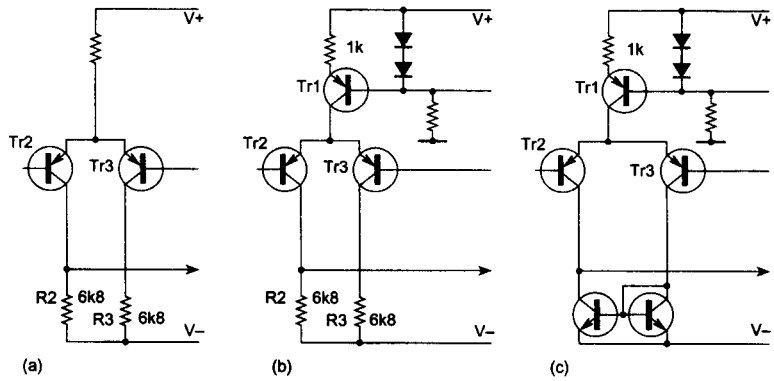 V+
Tr2
Tr3
R2
6k8
R3
6k8
V−
(a)
V+
1k
Tr1
Tr2
Tr3
R2
6k8
R3
6k8
V−
(b)
V+
1k
Tr1
Tr2
Tr3
V−
(c)